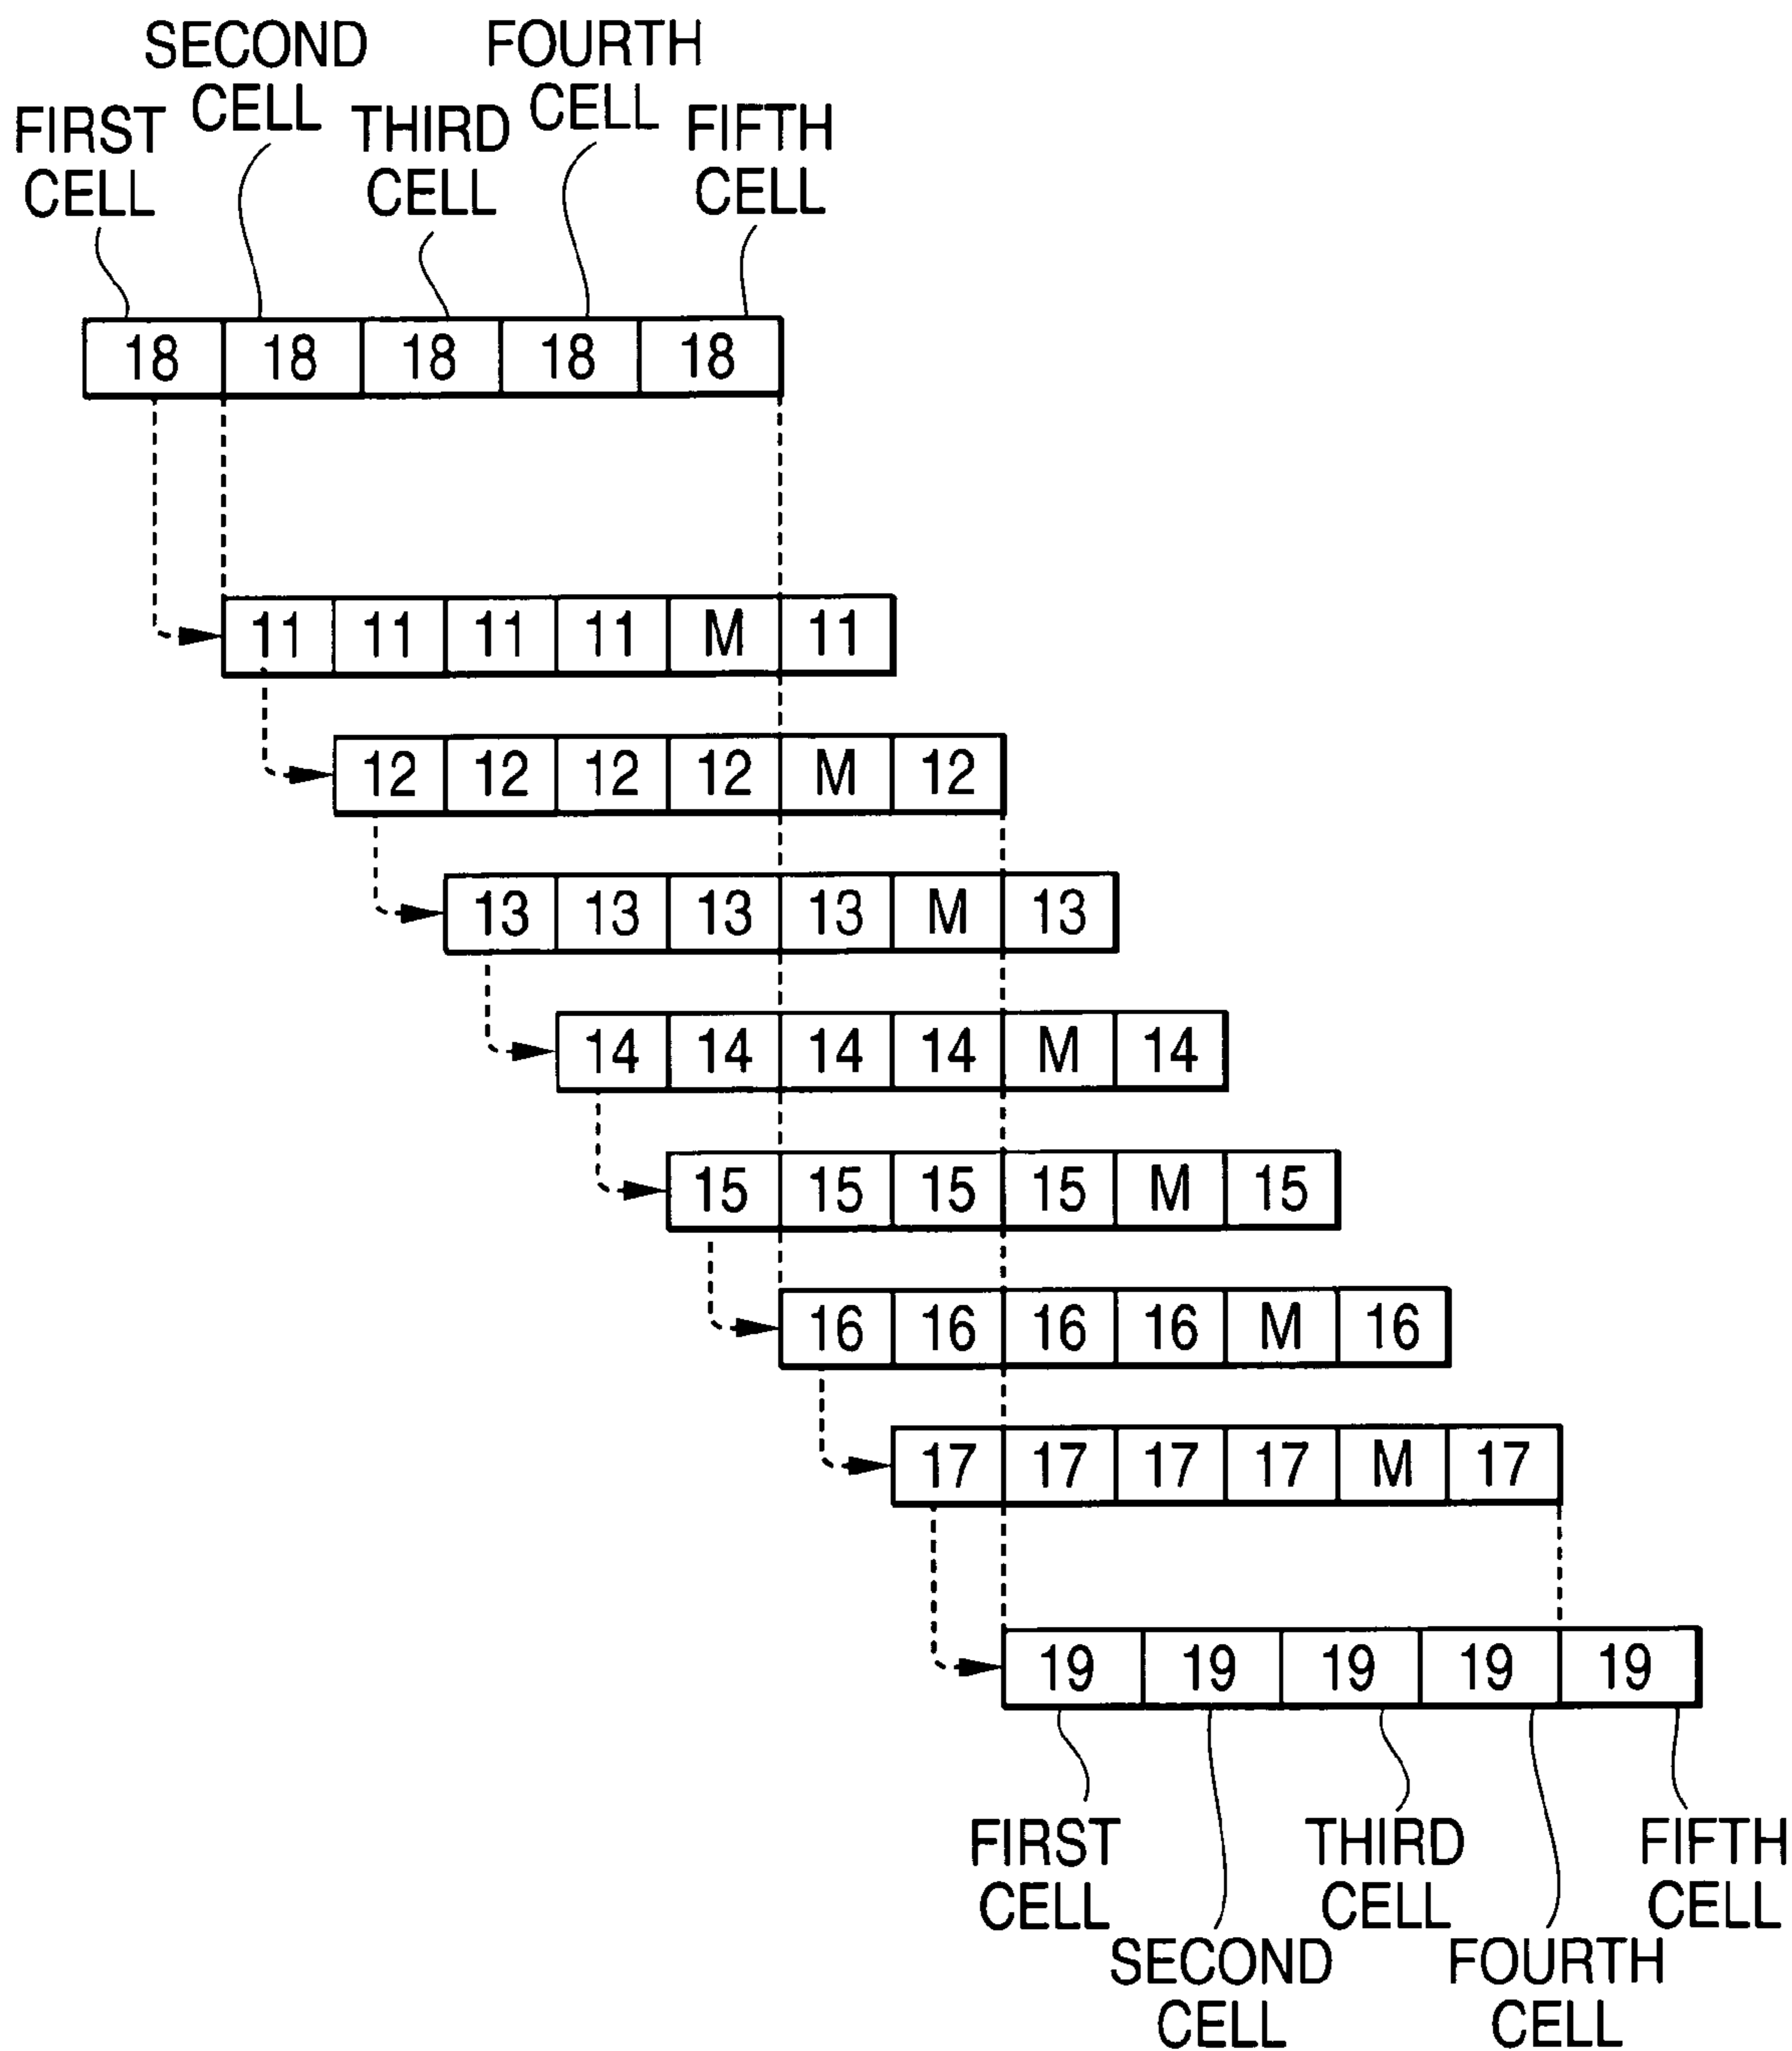 SECOND
CELL
FOURTH
CELL
FIRST
CELL
THIRD
CELL
FIFTH
CELL
18 18 18 18 18
11 11 11 11 M 11
12 12 12 12 M 12
13 13 13 13 M 13
14 14 14 14 M 14
15 15 15 15 M 15
16 16 16 16 M 16
17 17 17 17 M 17
19 19 19 19 19
FIRST
CELL
THIRD
CELL
FIFTH
CELL
SECOND
CELL
FOURTH
CELL